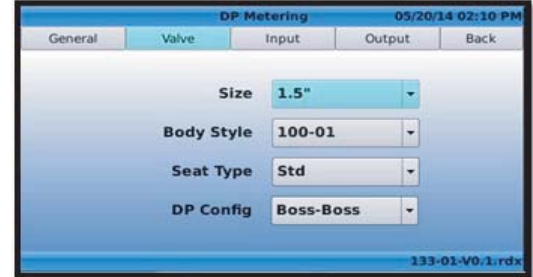 DP Metering 05/20/14 02:10 PM
General Valve Input Output Back
Size 1.5"
Body Style 100-01
Seat Type Std
DP Config Boss-Boss
133-01-V0.1.rdx